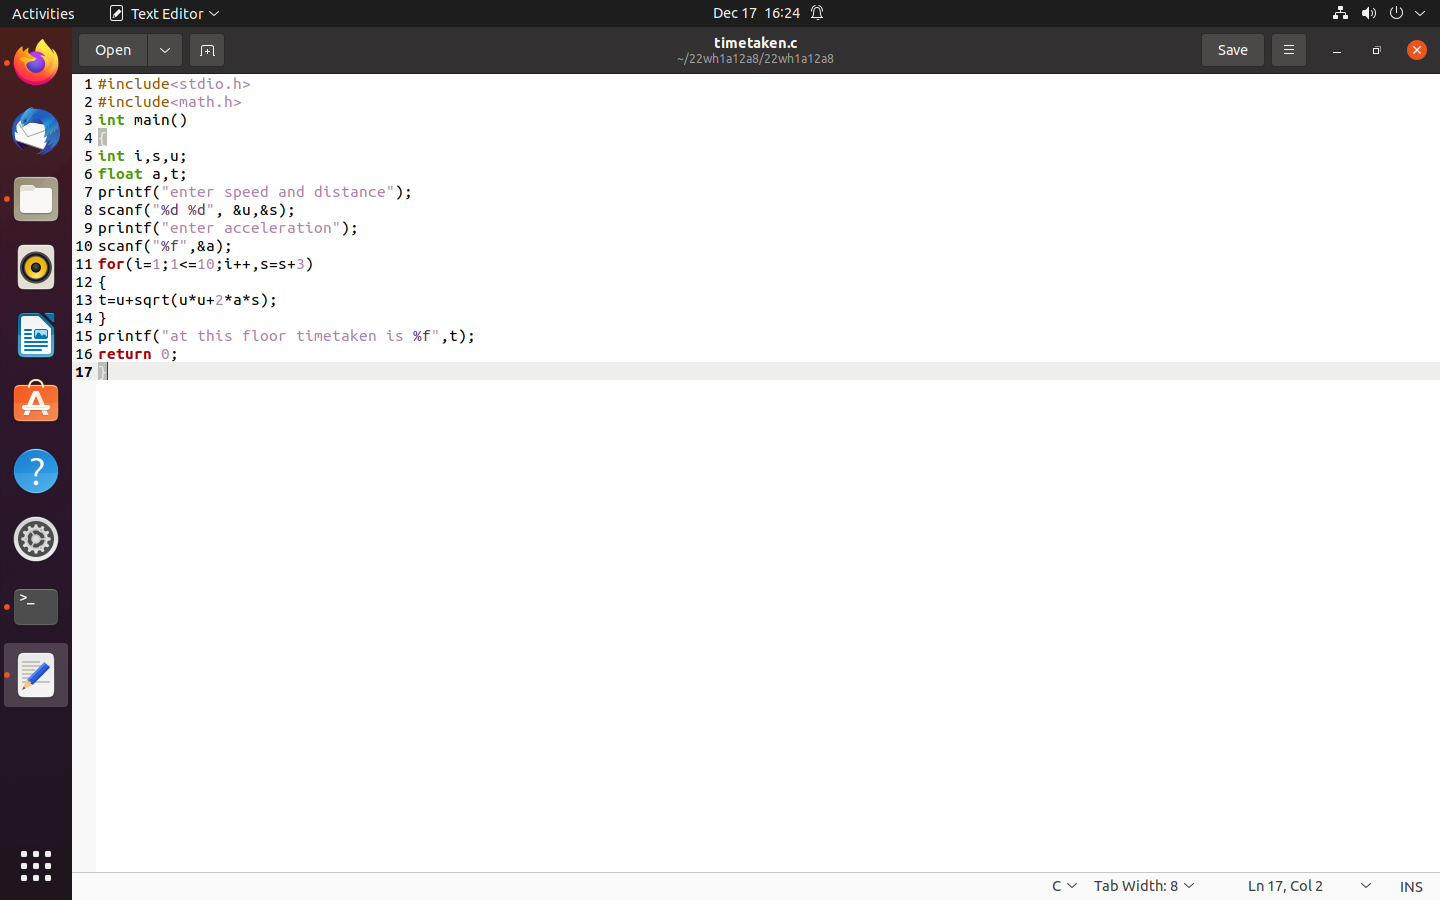 Activities
Text Editor
Dec 17 16:24
Open
timetaken.c
~/22wh1a12a8/22wh1a12a8
Save
1 #include<stdio.h>
2 #include<math.h>
3 int main()
4 {
5 int i,s,u;
6 float a,t;
7 printf("enter speed and distance");
8 scanf("%d %d", &u,&s);
9 printf("enter acceleration");
10 scanf("%f",&a);
11 for(i=1;1<=10;i++,s=s+3)
12 {
13 t=u+sqrt(u*u+2*a*s);
14 }
15 printf("at this floor timetaken is %f",t);
16 return 0;
17 }
C
Tab Width: 8
Ln 17, Col 2
INS